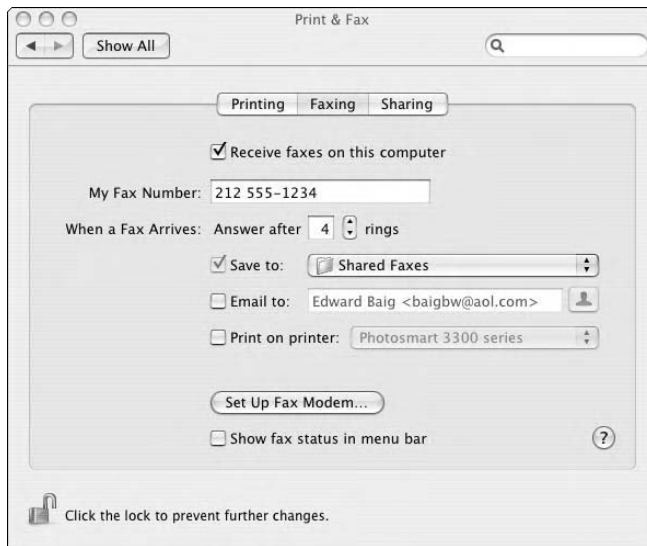 Print & Fax
Show All
Printing Faxing Sharing
Receive faxes on this computer
My Fax Number: 212 555-1234
When a Fax Arrives: Answer after 4 rings
Save to: Shared Faxes
Email to: Edward Baig <baigbw@aol.com>
Print on printer: Photosmart 3300 series
Set Up Fax Modem...
Show fax status in menu bar
?
Click the lock to prevent further changes.